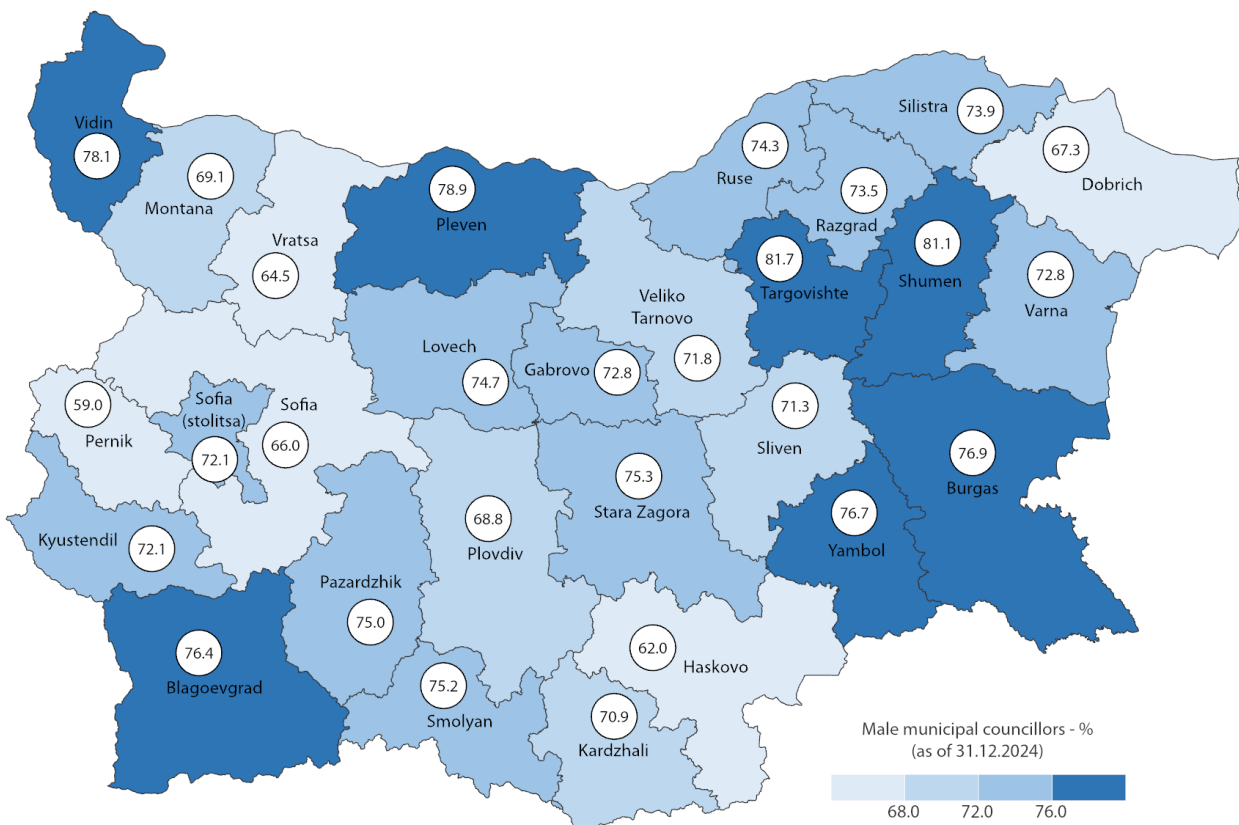 Vidin
78.1
69.1
Montana
Vratsa
64.5
78.9
Pleven
Silistra
73.9
74.3
Ruse
67.3
Dobrich
73.5
Razgrad
81.7
Targovishte
81.1
Shumen
72.8
Varna
Veliko
Tarnovo
71.8
Lovech
74.7
Gabrovo
72.8
59.0
Pernik
Sofia
(stolitsa)
72.1
Sofia
66.0
71.3
Sliven
76.9
Burgas
75.3
Stara Zagora
76.7
Yambol
68.8
Plovdiv
Kyustendil
72.1
Pazardzhik
75.0
76.4
Blagoevgrad
75.2
Smolyan
62.0
Haskovo
70.9
Kardzhali
Male municipal councillors - %
(as of 31.12.2024)
68.0 72.0 76.0